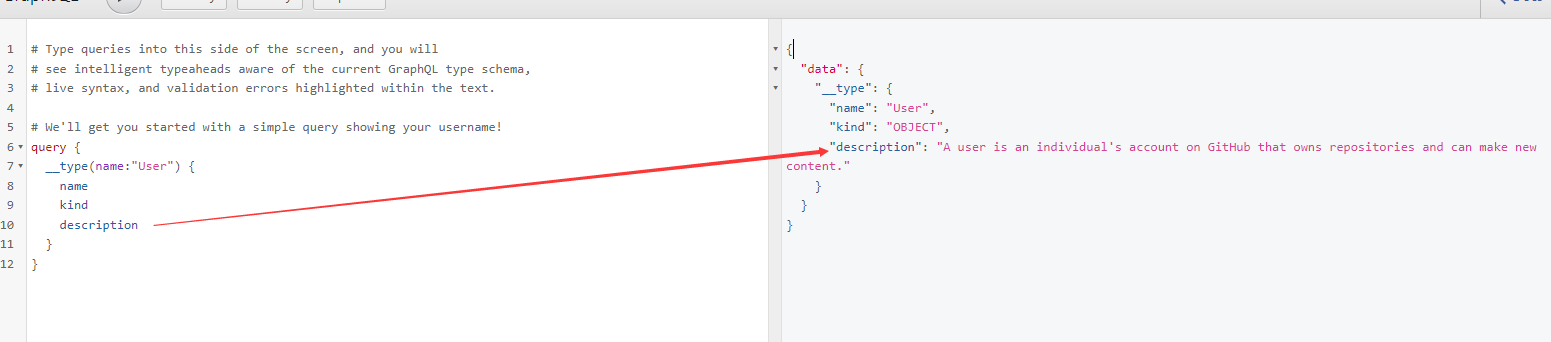 1 # Type queries into this side of the screen, and you will
2 # see intelligent typeaheads aware of the current GraphQL type schema,
3 # live syntax, and validation errors highlighted within the text.
4
5 # We'll get you started with a simple query showing your username!
6 query {
7 __type(name:"User") {
8 name
9 kind
10 description
11 }
12 }
{
"data": {
"__type": {
"name": "User",
"kind": "OBJECT",
"description": "A user is an individual's account on GitHub that owns repositories and can make new
content."
}
}
}